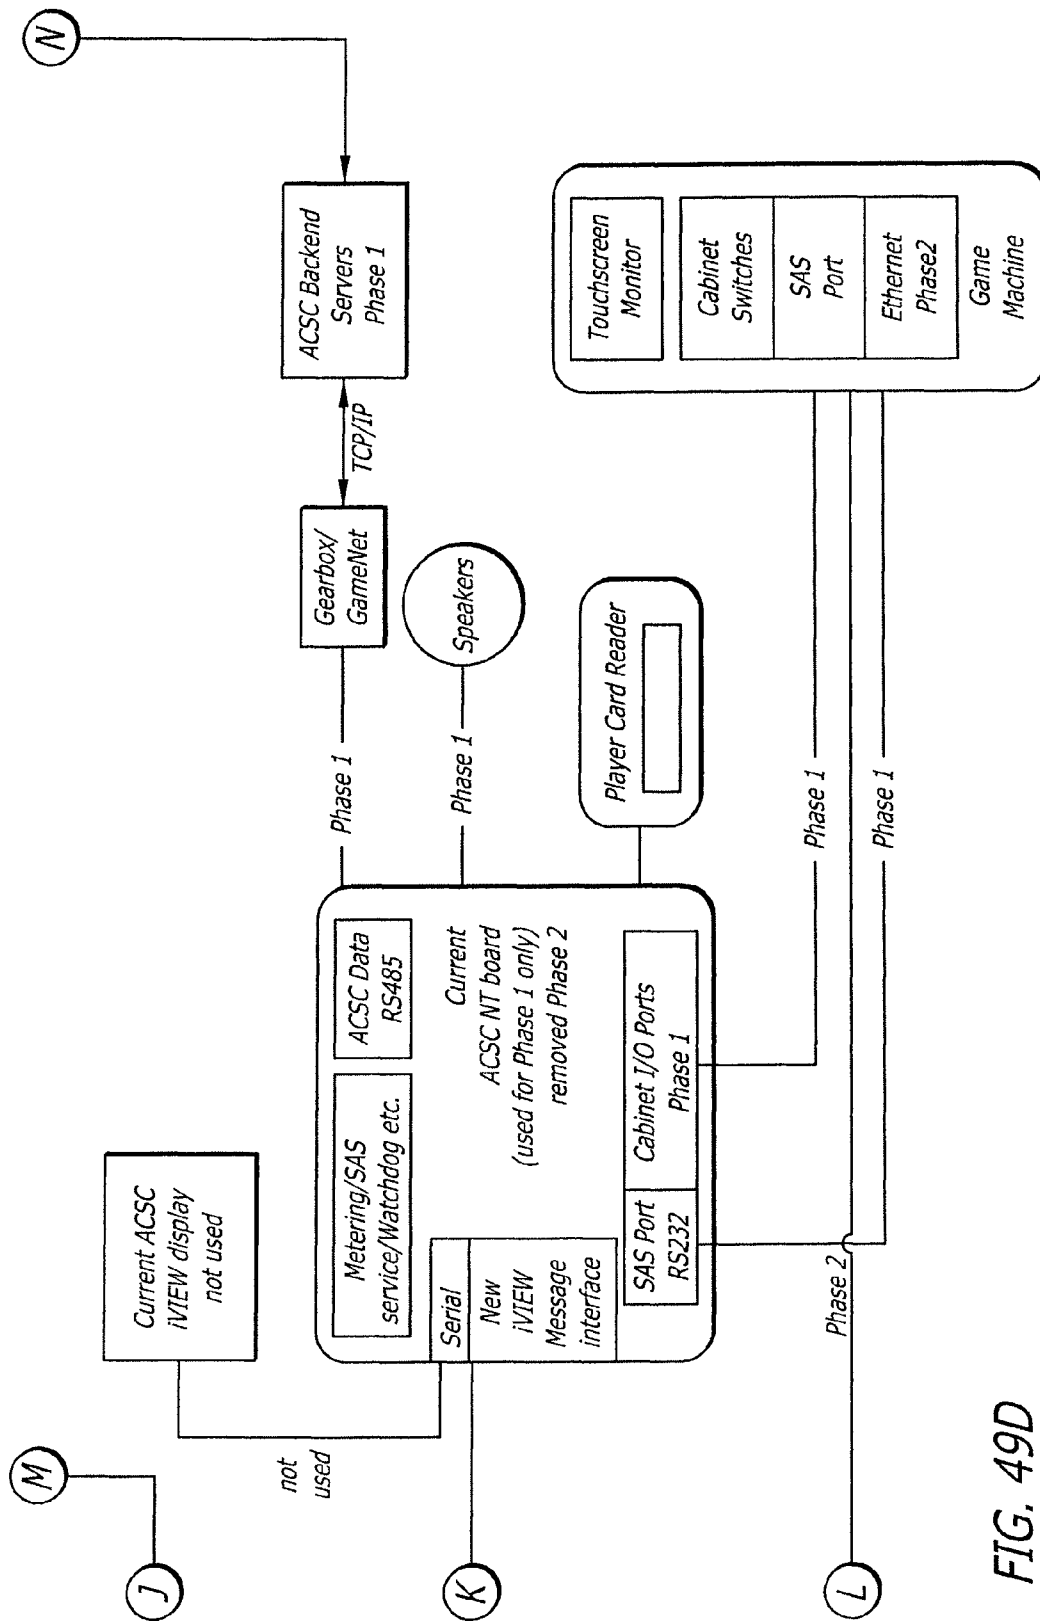 M
N
J
Current ACSC
iVIEW display
not used
not
used
ACSC Backend
Servers
Phase 1
TCP/IP
Gearbox/
GameNet
Phase 1
Metering/SAS
service/Watchdog etc.
ACSC Data
RS485
Speakers
Phase 1
K
Serial
New
iVIEW
Message
interface
Current
ACSC NT board
(used for Phase 1 only)
removed Phase 2
Player Card Reader
SAS Port
RS232
Cabinet I/O Ports
Phase 1
Touchscreen
Monitor
Cabinet
Switches
SAS
Port
Ethernet
Phase2
Game
Machine
Phase 1
Phase 1
L
Phase 2
FIG. 49D